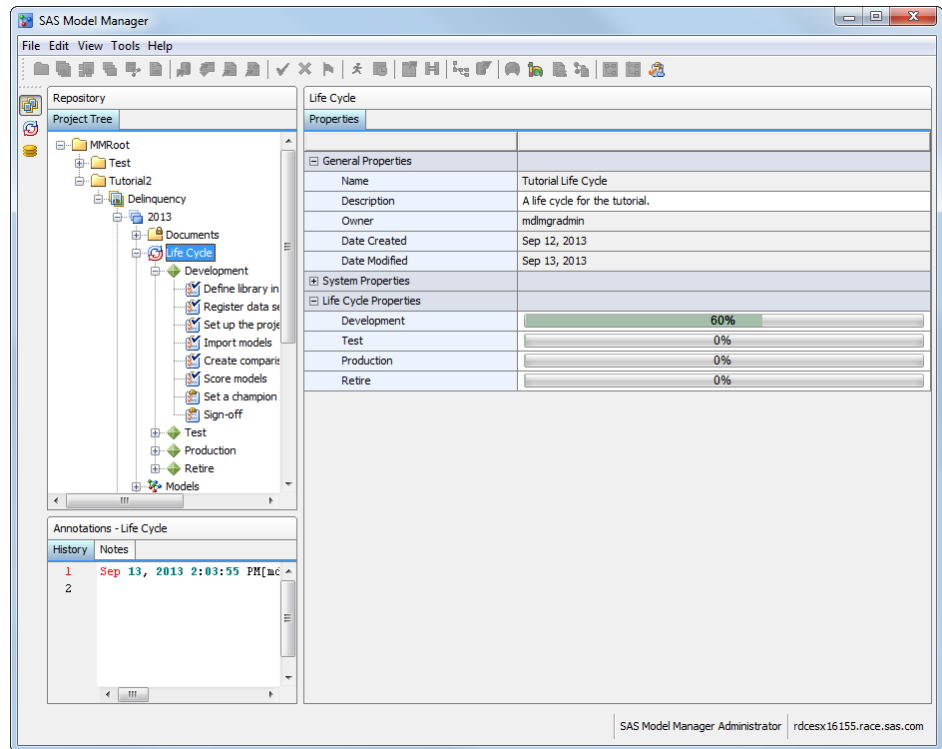 SAS Model Manager
File Edit View Tools Help
Repository
Project Tree
MMRoot
Test
Tutorial2
Delinquency
2013
Documents
Life Cycle
Development
Define library in
Register data se
Set up the proje
Import models
Create comparis
Score models
Set a champion
Sign-off
Test
Production
Retire
Models
Annotations - Life Cycle
History Notes
1 Sep 13, 2013 2:03:55 PM[md
2
Life Cycle
Properties
General Properties
Name Tutorial Life Cycle
Description A life cycle for the tutorial.
Owner mdlmgradmin
Date Created Sep 12, 2013
Date Modified Sep 13, 2013
System Properties
Life Cycle Properties
Development 60%
Test 0%
Production 0%
Retire 0%
SAS Model Manager Administrator rdcesx16155.race.sas.com